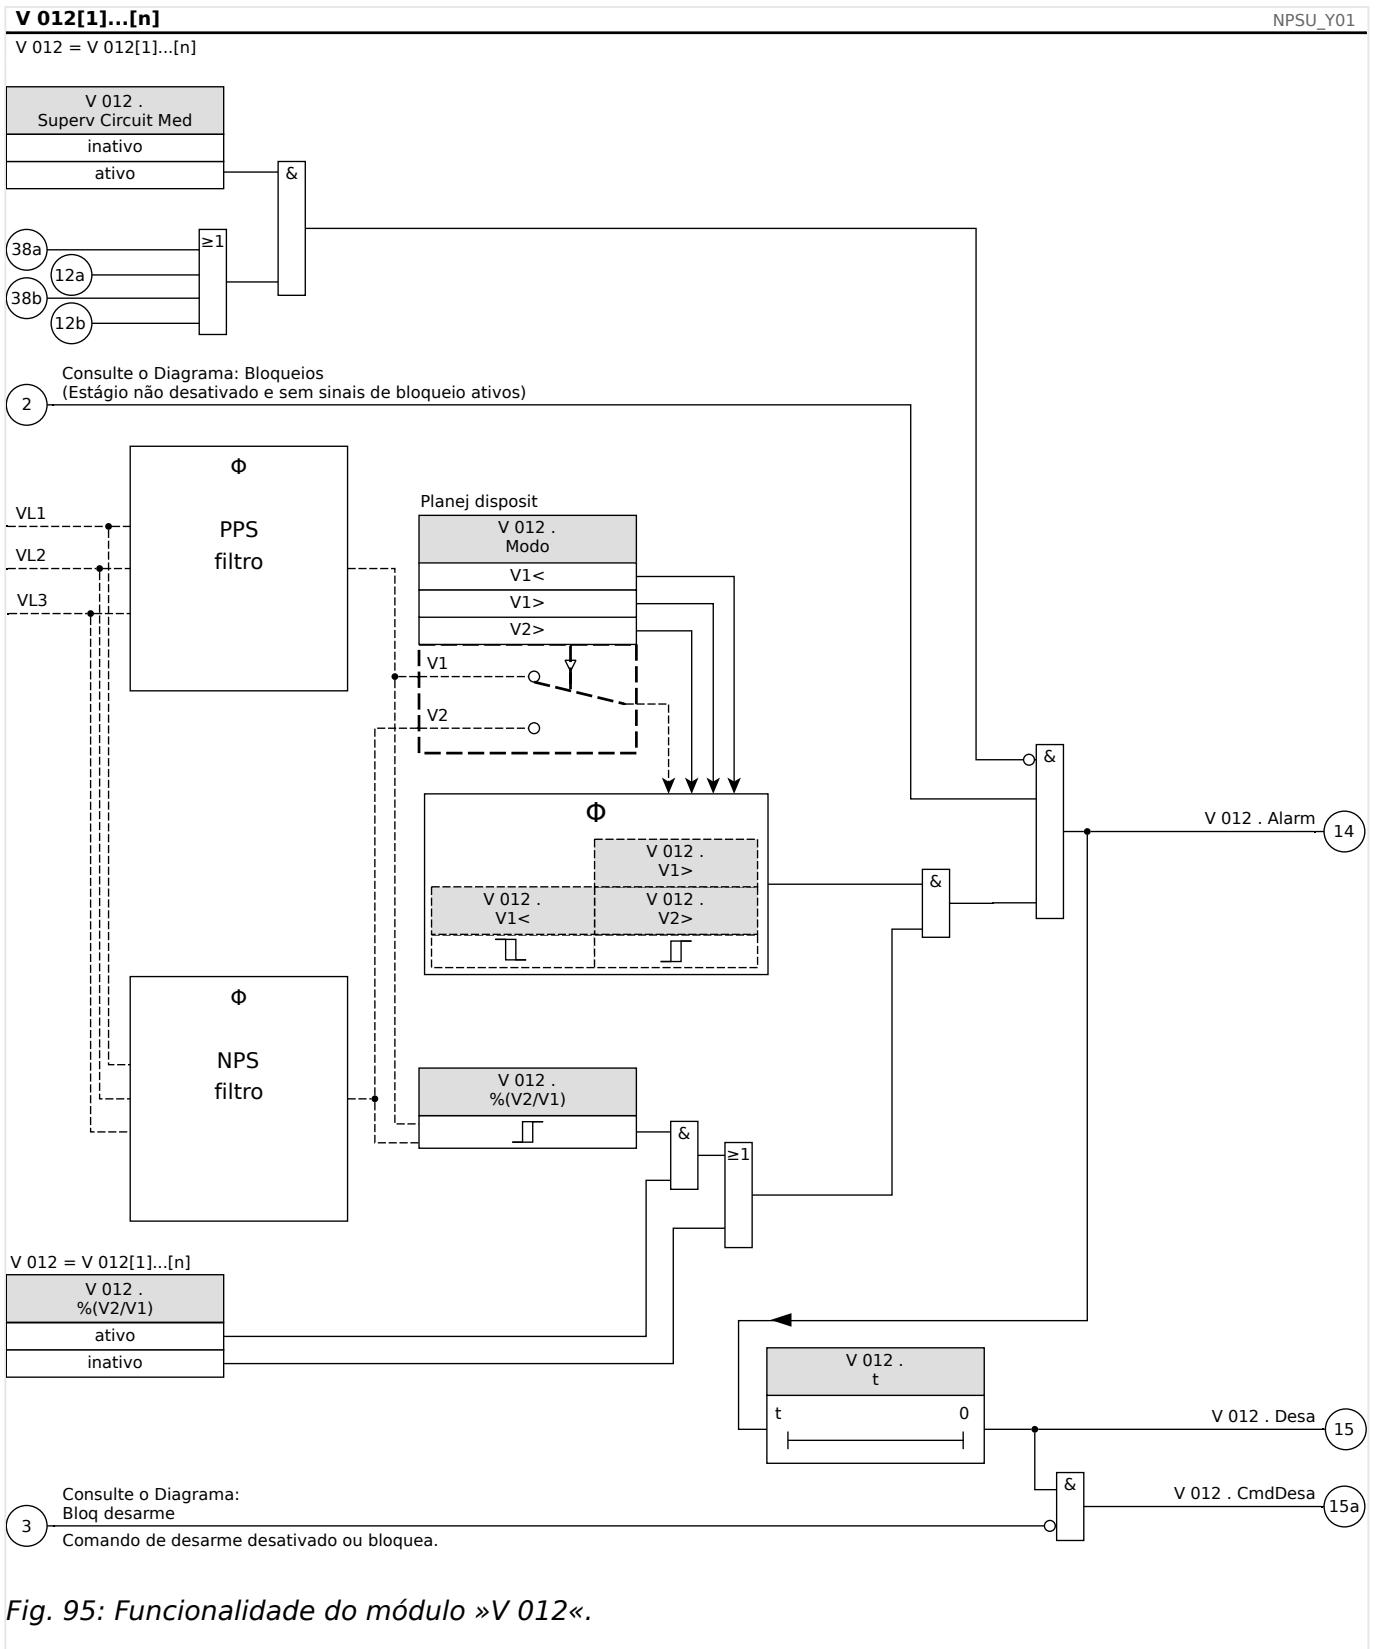 V 012[1]...[n]
NPSU_Y01
V 012 = V 012[1]...[n]
V 012 .
Superv Circuit Med
inativo
ativo
&
38a
≥1
12a
38b
12b
Consulte o Diagrama: Bloqueios
(Estágio não desativado e sem sinais de bloqueio ativos)
2
Φ
PPS
filtro
VL1
VL2
VL3
Planej disposit
V 012 .
Modo
V1<
V1>
V2>
V1
V2
&
Φ
V 012 .
V1>
V 012 .
V1<
V 012 .
V2>
&
V 012 . Alarm
14
Φ
NPS
filtro
V 012 .
%(V2/V1)
&
≥1
V 012 = V 012[1]...[n]
V 012 .
%(V2/V1)
ativo
inativo
V 012 .
t
t
0
V 012 . Desa
15
&
V 012 . CmdDesa
15a
Consulte o Diagrama:
Bloq desarme
3
Comando de desarme desativado ou bloquea.
Fig. 95: Funcionalidade do módulo »V 012«.